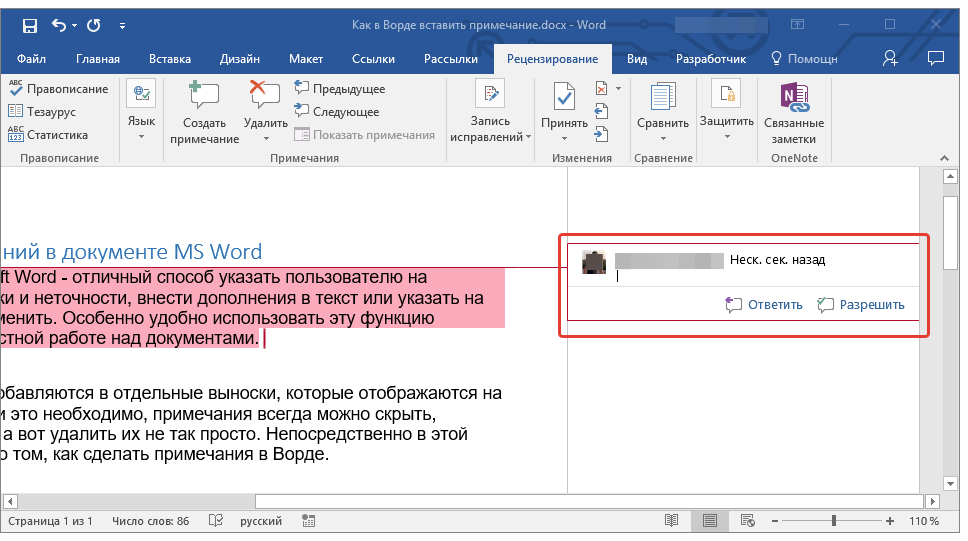 Как в Ворде вставить примечание.docx - Word
Файл Главная Вставка Дизайн Макет Ссылки Рассылки Рецензирование Вид Разработчик Помощн
ABC Правописание
Тезаурус
ABC 123 Статистика
Правописание
Язык
Создать примечание
Удалить
Предыдущее
Следующее
Показать примечания
Примечания
Запись исправлений
Принять
Изменения
Сравнить
Сравнение
Защитить
Связанные заметки
OneNote
ний в документе MS Word
ft Word - отличный способ указать пользователю на
ки и неточности, внести дополнения в текст или указать на
менить. Особенно удобно использовать эту функцию
стной работе над документами.
Неск. сек. назад
Ответить Разрешить
обавляются в отдельные выноски, которые отображаются на
и это необходимо, примечания всегда можно скрыть,
а вот удалить их не так просто. Непосредственно в этой
о том, как сделать примечания в Ворде.
Страница 1 из 1 Число слов: 86 русский 110 %